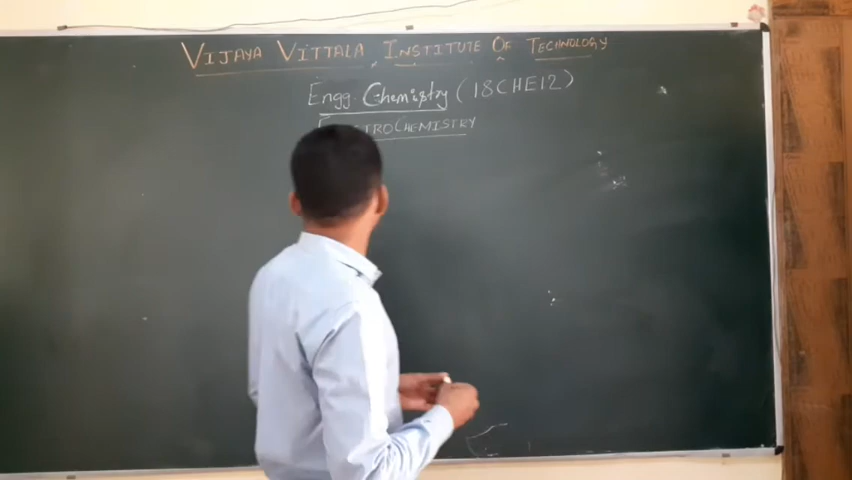 VIJAYA VITTALA INSTITUTE OF TECHNOLOGY
Engg. Chemistry (18CHE12)
ELECTROCHEMISTRY